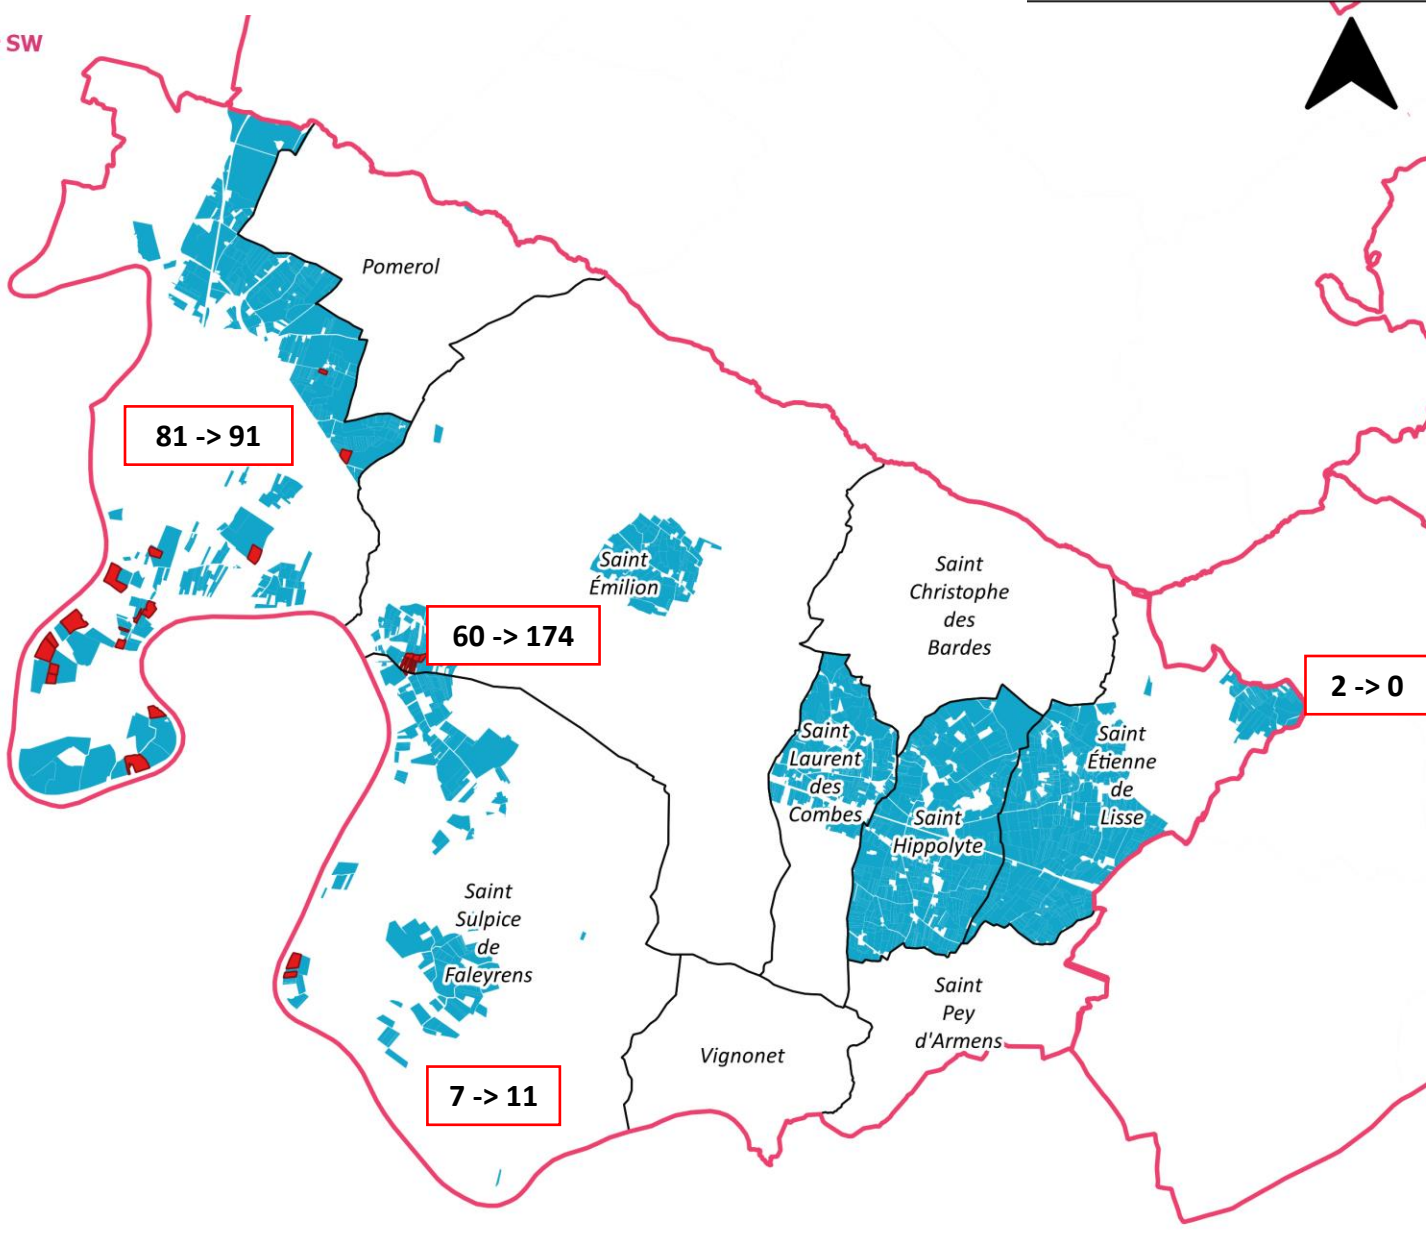 SW
Pomerol
81 -> 91
Saint
Émilion
Saint
Christophe
des
Bardes
60 -> 174
2 -> 0
Saint
Laurent
des
Combes
Saint
Étienne
de
Lisse
Saint
Hippolyte
Saint
Sulpice
de
Faleyrens
Saint
Pey
d'Armens
Vignonet
7 -> 11